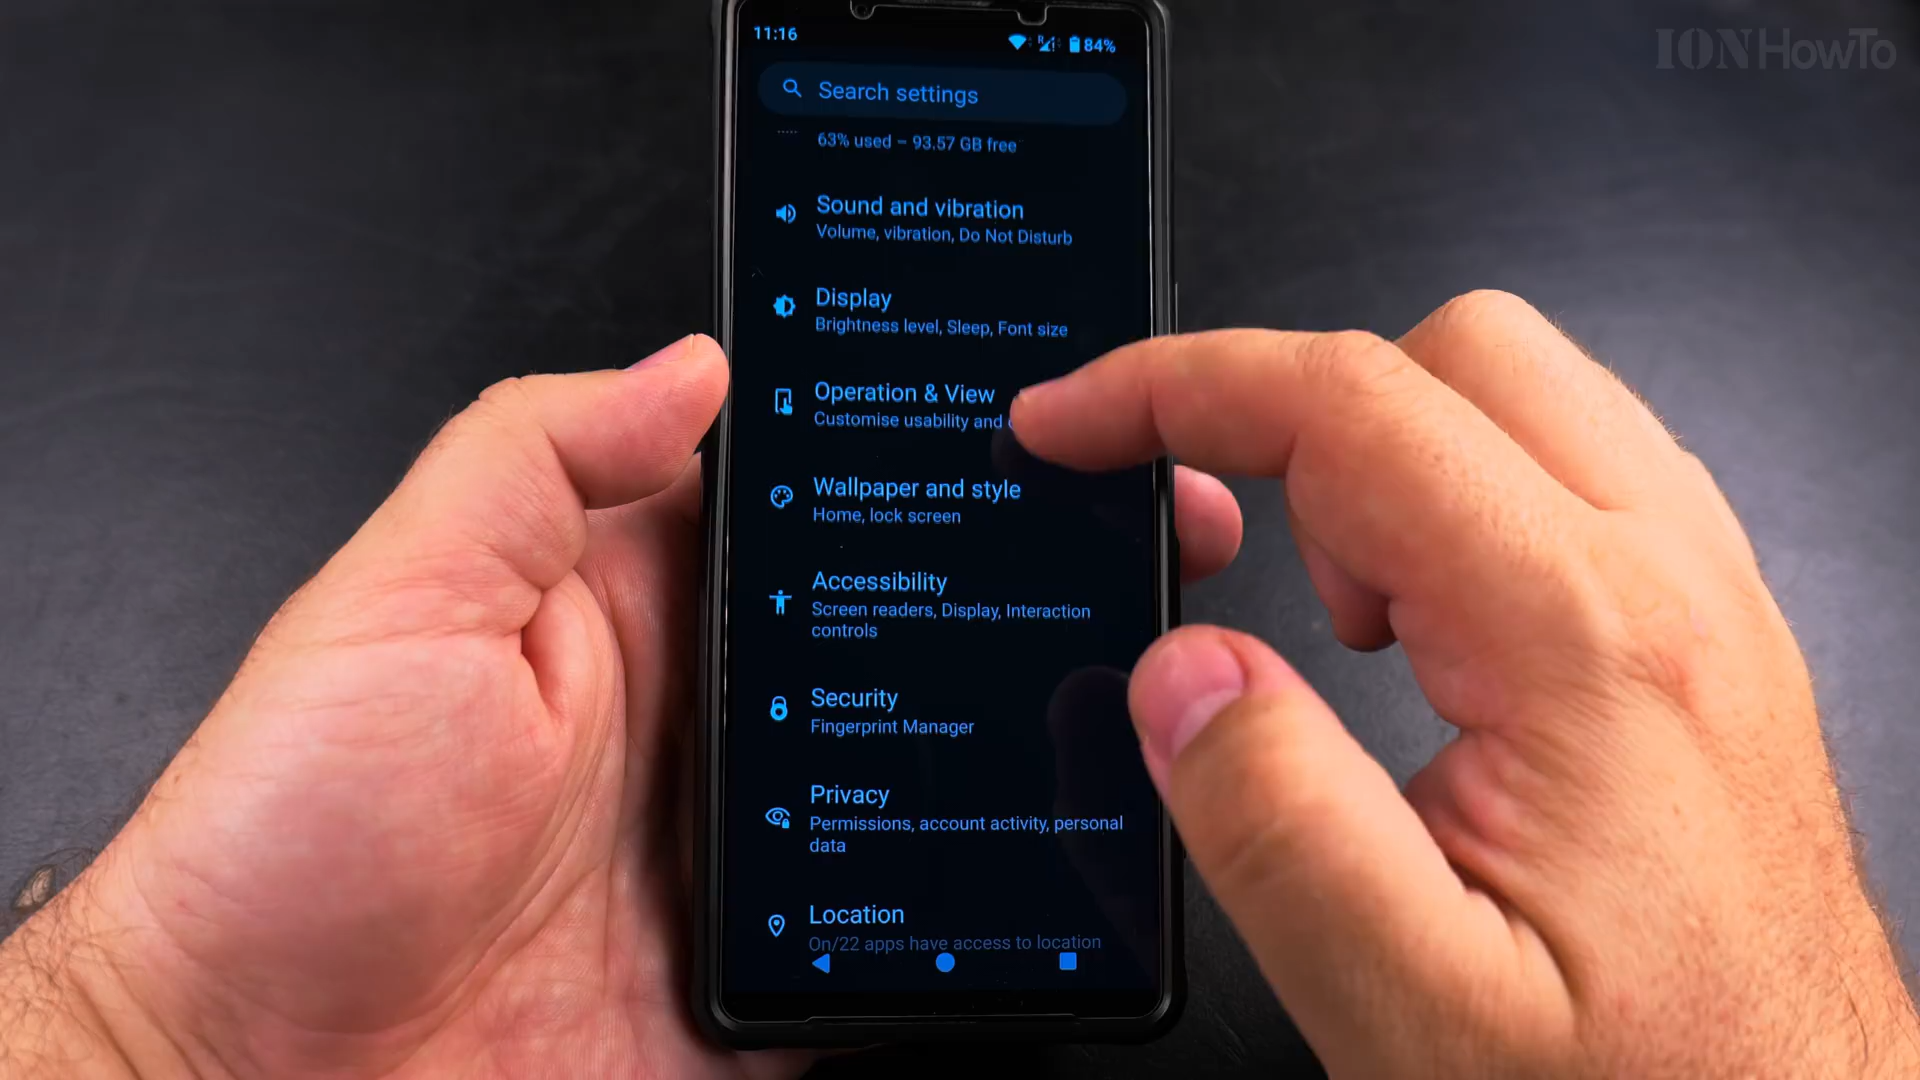 IONHowTo
11:16
R
84%
Search settings
63% used – 93.57 GB free
Sound and vibration
Volume, vibration, Do Not Disturb
Display
Brightness level, Sleep, Font size
Operation & View
Customise usability and
Wallpaper and style
Home, lock screen
Accessibility
Screen readers, Display, Interaction
controls
Security
Fingerprint Manager
Privacy
Permissions, account activity, personal
data
Location
On/22 apps have access to location